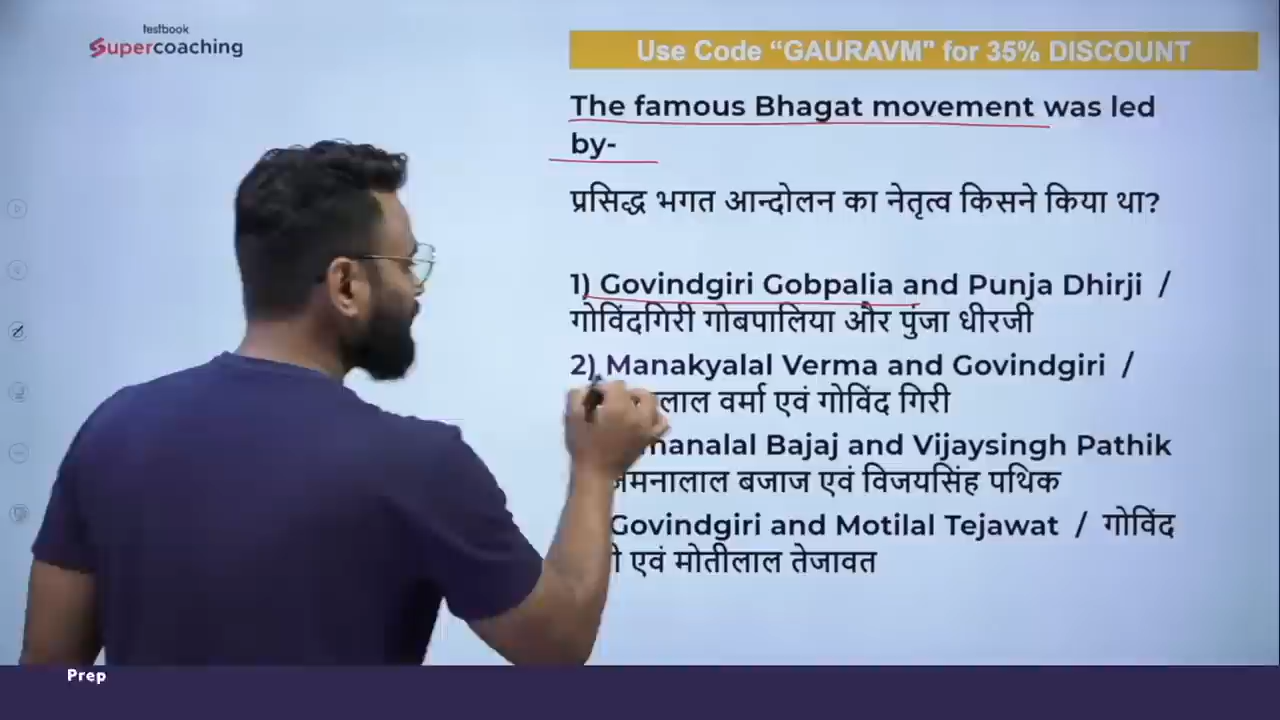 testbook
Supercoaching
Use Code “GAURAVM" for 35% DISCOUNT
The famous Bhagat movement was led
by-
प्रसिद्ध भगत आन्दोलन का नेतृत्व किसने किया था?
1) Govindgiri Gobpalia and Punja Dhirji /
गोविंदगिरी गोबपालिया और पुंजा धीरजी
2) Manakyalal Verma and Govindgiri /
लाल वर्मा एवं गोविंद गिरी
Bajaj and Vijaysingh Pathik
जमनालाल बजाज एवं विजयसिंह पथिक
Govindgiri and Motilal Tejawat / गोविंद
एवं मोतीलाल तेजावत
Prep